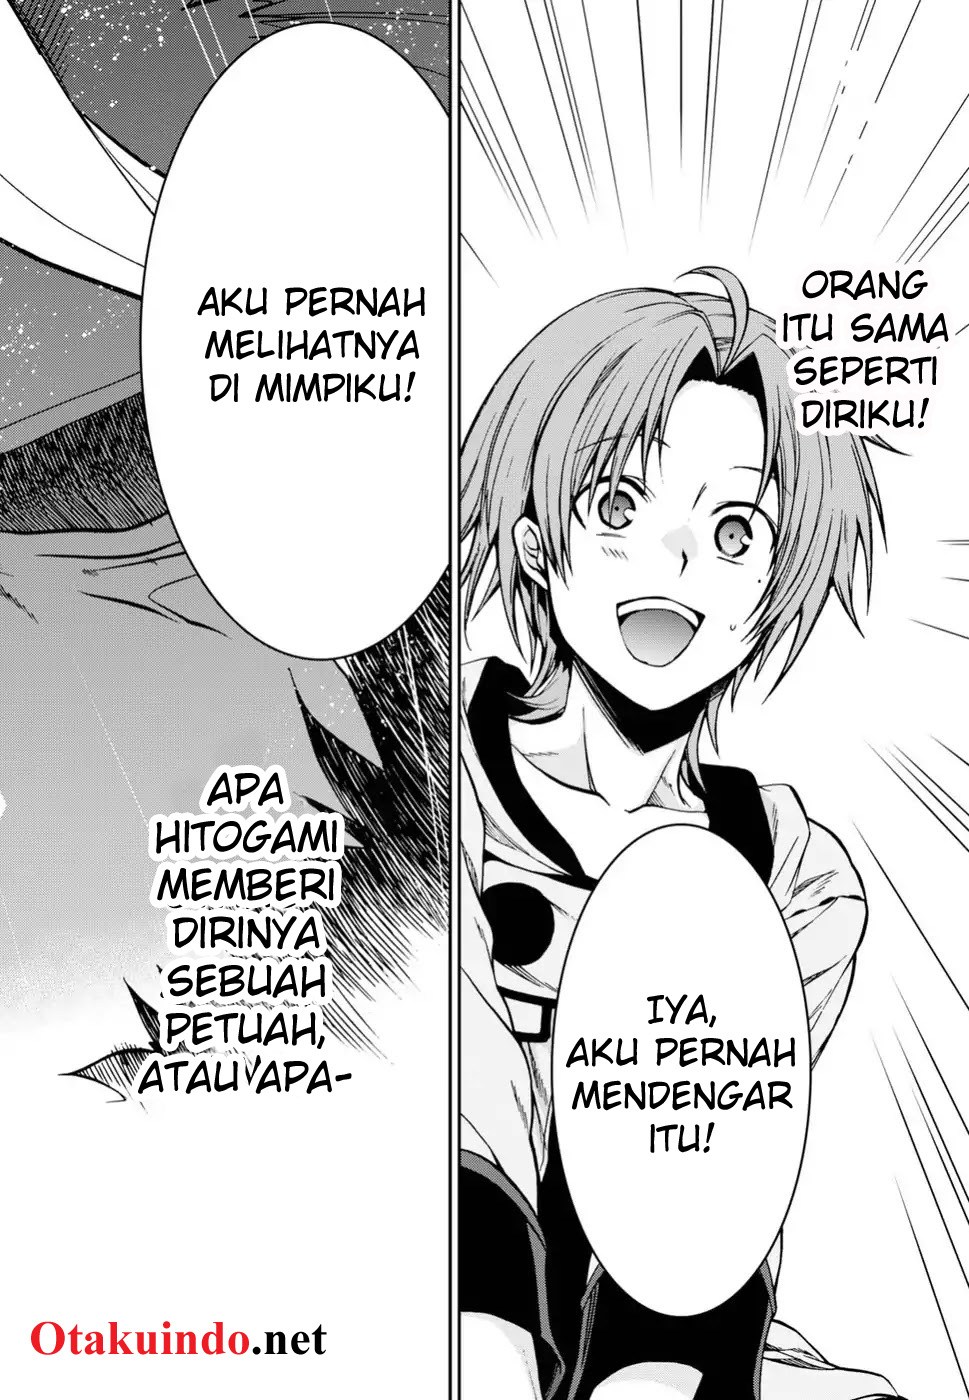 ORANG
ITU SAMA
SEPERTI
DIRIKU!
IYA,
AKU PERNAH
MENDENGAR
ITU!
AKU PERNAH
MELIHATNYA
DI MIMPIKU!
APA
HITOGAMI
MEMBERI
DIRINYA
SEBUAH
PETUAH,
ATAU APA-
Otakuindo.net